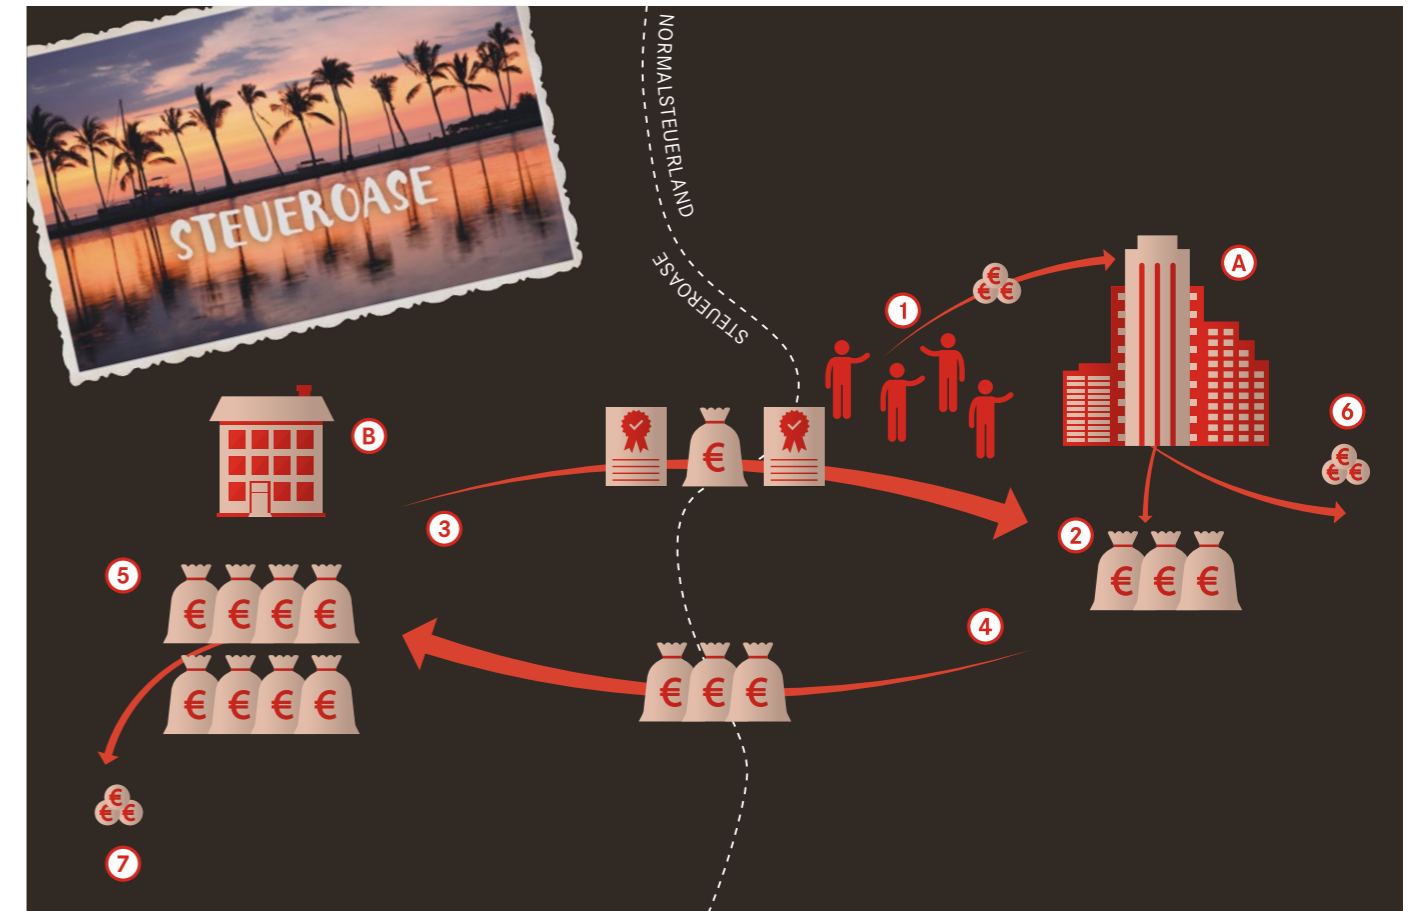 STEUEROASE
NORMALSTEUERLAND
STEUEROASE
A
1
€
€ €
6
€
€ €
B
€
3
2
€ € €
5
€ € € €
4
€ € € €
€ € €
€
€ €
7